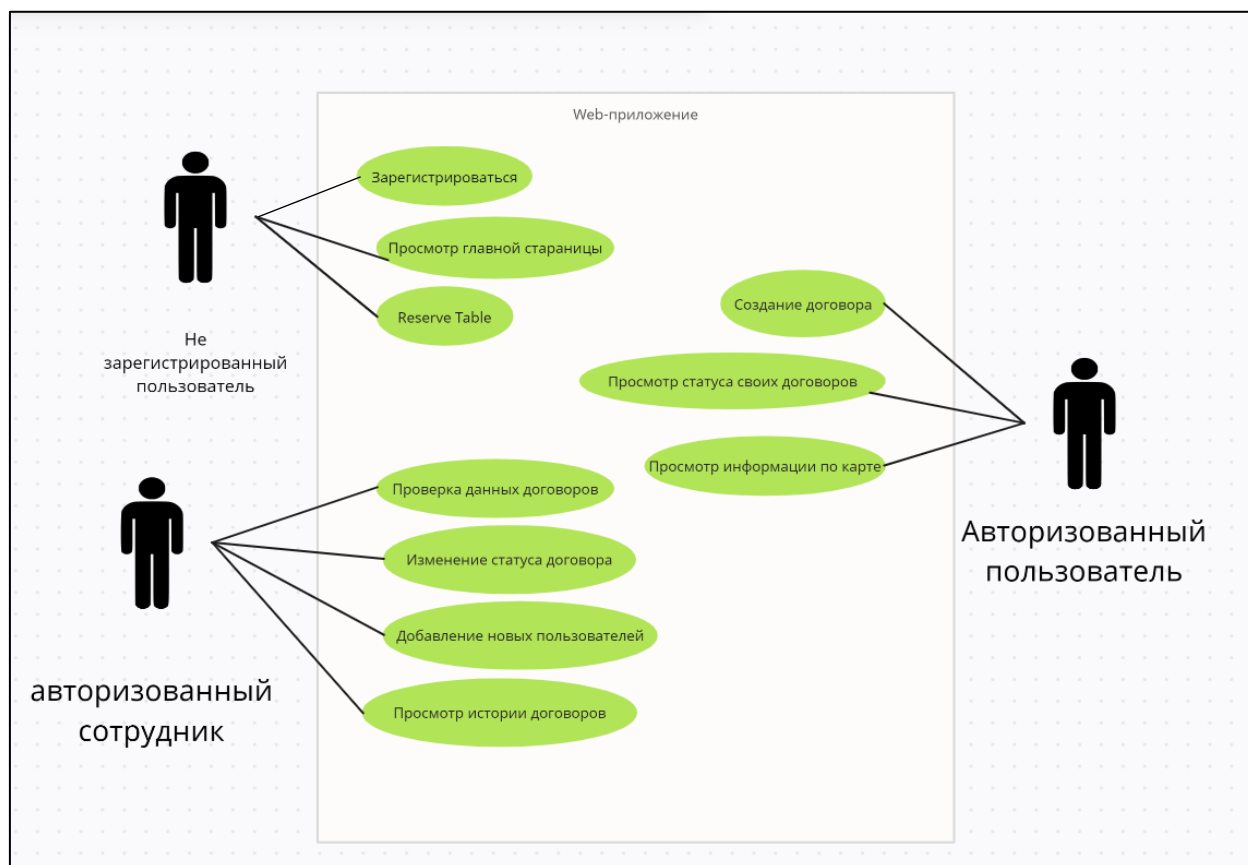 Web-приложение
Зарегистрироваться
Просмотр главной стараницы
Reserve Table
Не
зарегистрированный
пользователь
Создание договора
Просмотр статуса своих договоров
Просмотр информации по карте
Авторизованный
пользователь
Проверка данных договоров
Изменение статуса договора
Добавление новых пользователей
Просмотр истории договоров
авторизованный
сотрудник